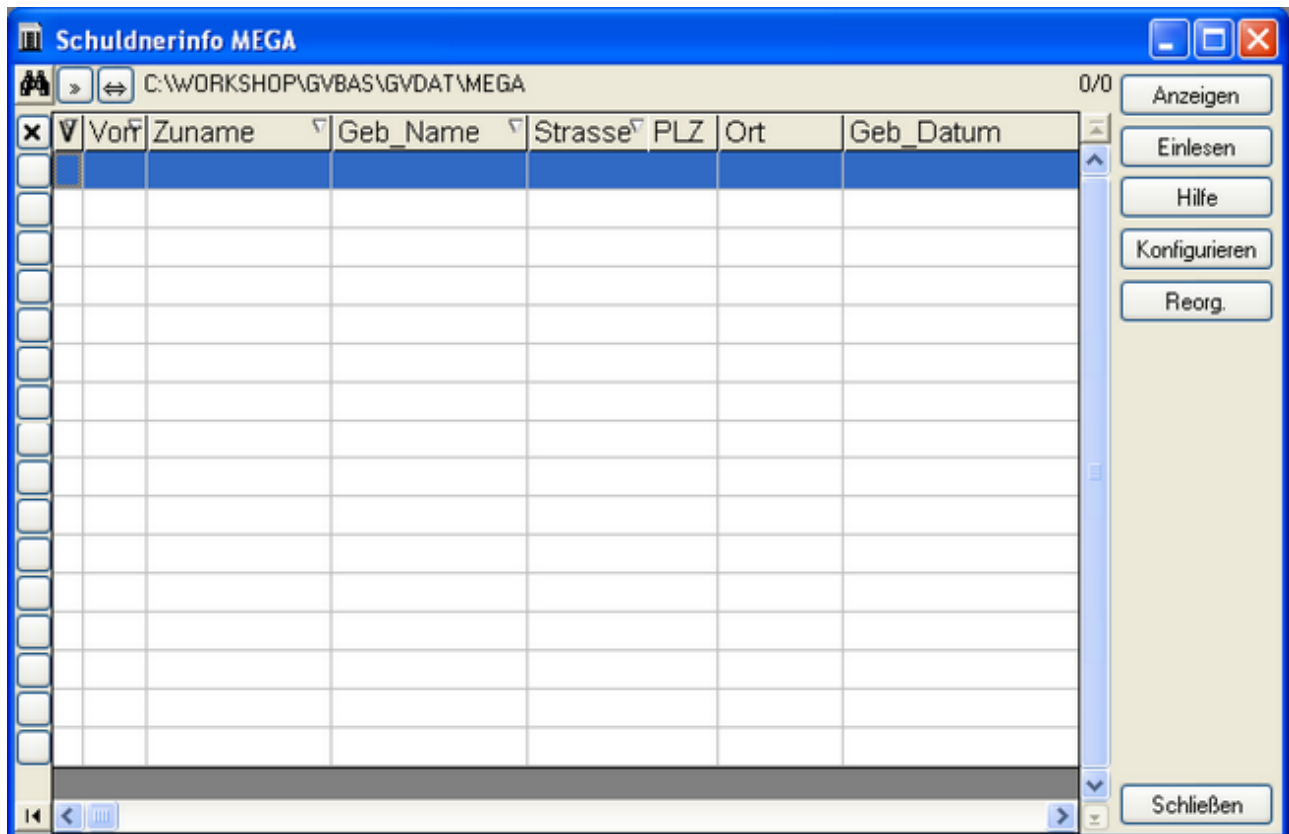 Schuldnerinfo MEGA
» ⇔ C:\WORKSHOP\GVBAS\GVDAT\MEGA 0/0
V Vorr Zuname Geb_Name Strasse PLZ Ort Geb_Datum
Anzeigen
Einlesen
Hilfe
Konfigurieren
Reorg.
Schließen